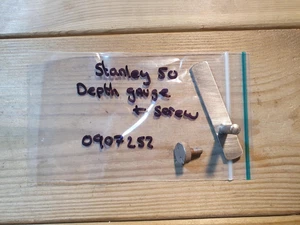 Stanley 50
Depth gauge
+ screw
0907252